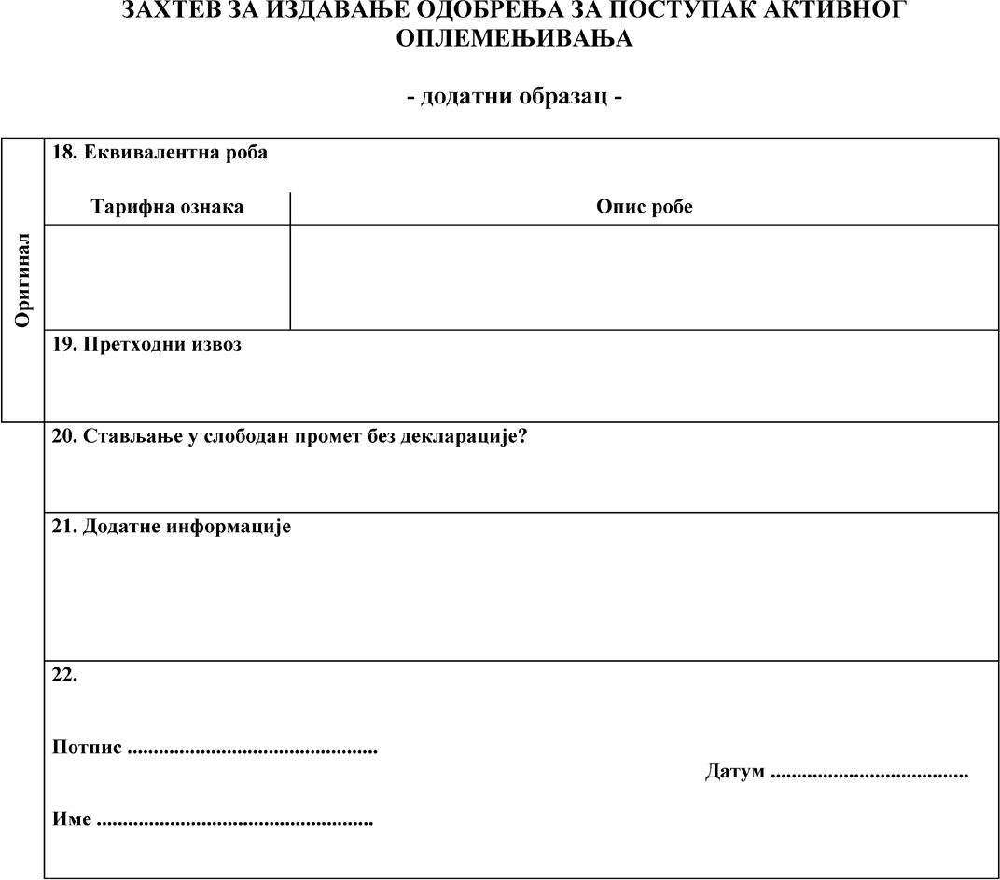 ЗАХТЕВ ЗА ИЗДАВАЊЕ ОДОБРЕЊА ЗА ПОСТУПАК АКТИВНОГ
ОПЛЕМЕЊИВАЊА
- додатни образац -
Оригинал
18. Еквивалентна роба
Тарифна ознака Опис робе
19. Претходни извоз
20. Стављање у слободан промет без декларације?
21. Додатне информације
22.
Потпис ................................................
Датум ......................................
Име .....................................................